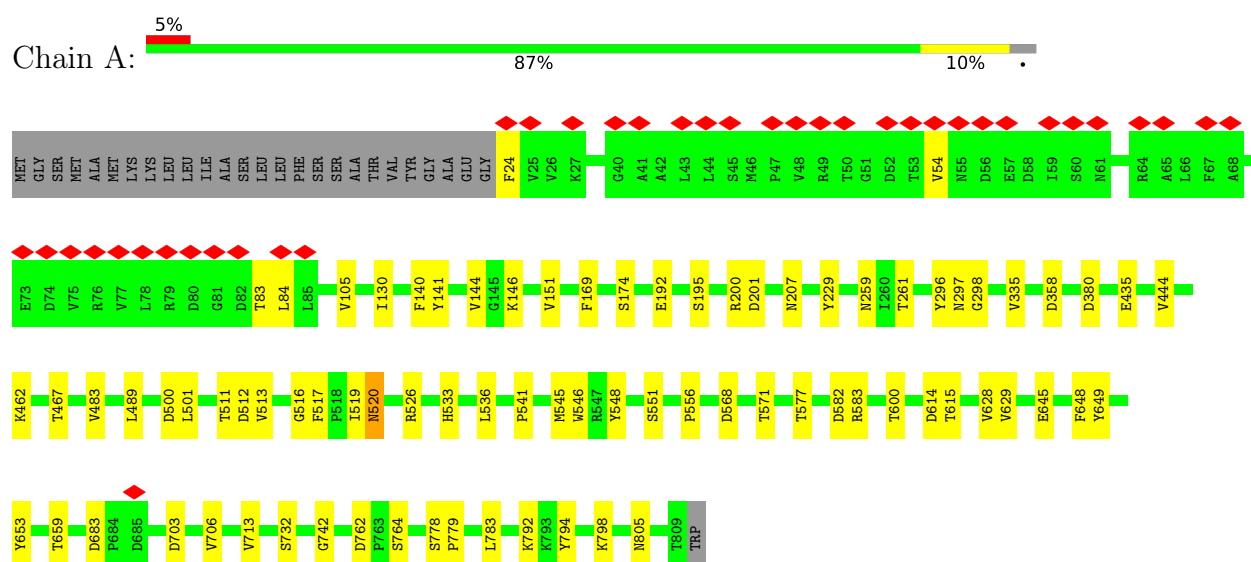 5%
Chain A:
87% 10% •
MET GLY SER MET ALA MET LYS LYS LEU LEU ILE ALA SER LEU LEU PHE SER SER ALA THR VAL TYR GLY ALA GLU GLY F24 V25 V26 K27 G40 A41 A42 L43 L44 S45 M46 P47 V48 R49 T50 G51 D52 T53 V54 N55 D56 E57 D58 I59 S60 N61 R64 A65 L66 F67 A68
E73 D74 V75 R76 V77 L78 R79 D80 G81 D82 T83 L84 L85 V105 I130 F140 Y141 V144 G145 K146 V151 F169 S174 E192 S195 R200 D201 N207 Y229 N259 I260 T261 Y296 N297 G298 V335 D358 D380 E435 V444
K462 T467 V483 L489 D500 L501 T511 D512 V513 G516 F517 P518 I519 N520 R526 H533 L536 P541 M545 W546 R547 Y548 S551 P556 D568 T571 T577 D582 R583 T600 D614 T615 V628 V629 E645 F648 Y649
Y653 T659 D683 P684 D685 D703 V706 V713 S732 G742 D762 P763 S764 S778 P779 L783 K792 K793 Y794 K798 N805 T809 TRP